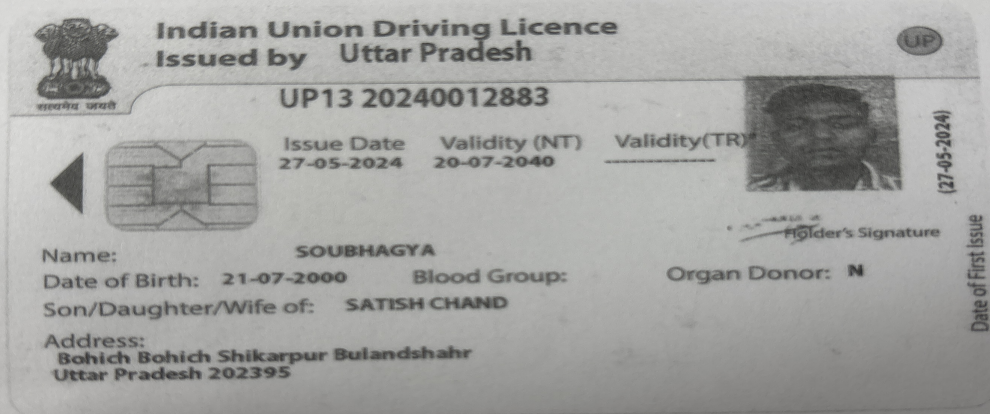 Indian Union Driving Licence
Issued by Uttar Pradesh
UP
सत्यमेव जयते
UP13 20240012883
Issue Date Validity (NT) Validity(TR)
27-05-2024 20-07-2040
(27-05-2024)
Holder's Signature
Date of First Issue
Name: SOUBHAGYA
Date of Birth: 21-07-2000 Blood Group: Organ Donor: N
Son/Daughter/Wife of: SATISH CHAND
Address:
Bohich Bohich Shikarpur Bulandshahr
Uttar Pradesh 202395